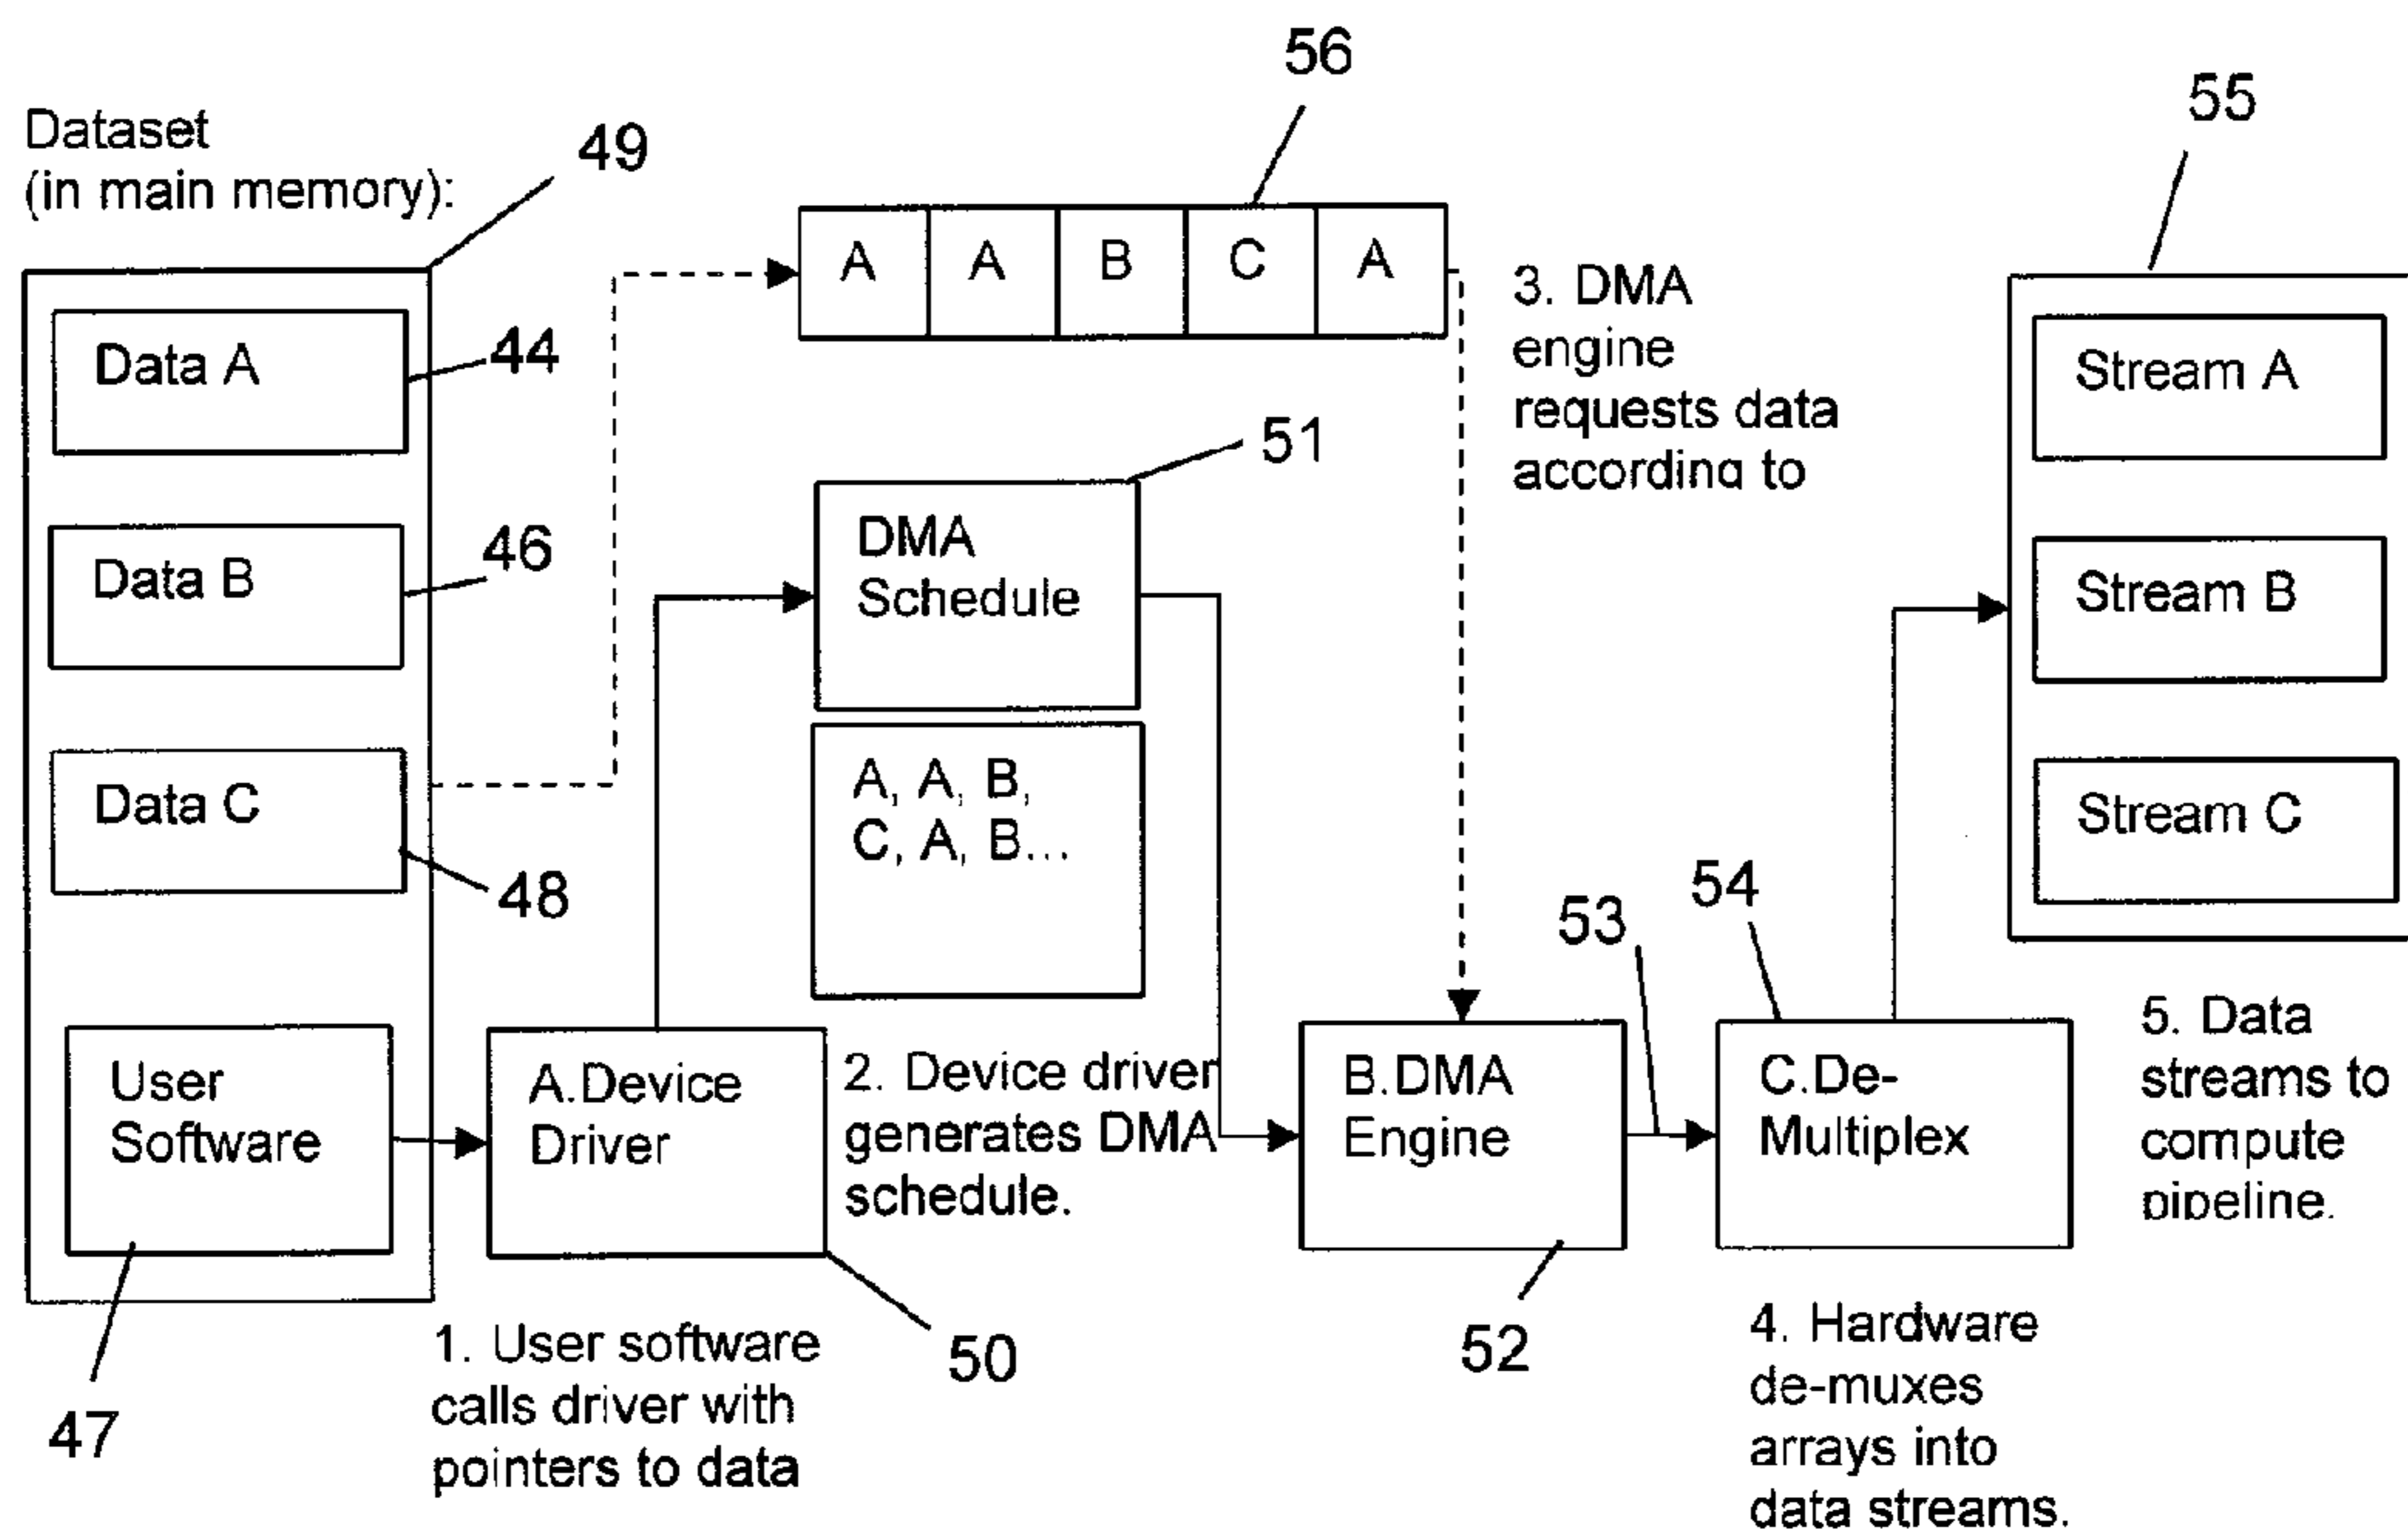 56
55
Dataset
(in main memory):
49
A A B C A
3. DMA
engine
requests data
according to
Data A
44
Stream A
51
DMA
Schedule
Data B
46
Stream B
A, A, B,
C, A, B...
Data C
48
Stream C
53
54
User
Software
A.Device
Driver
2. Device driver
generates DMA
schedule.
B.DMA
Engine
C.De-
Multiplex
5. Data
streams to
compute
pipeline.
47
1. User software
calls driver with
pointers to data
50
52
4. Hardware
de-muxes
arrays into
data streams.